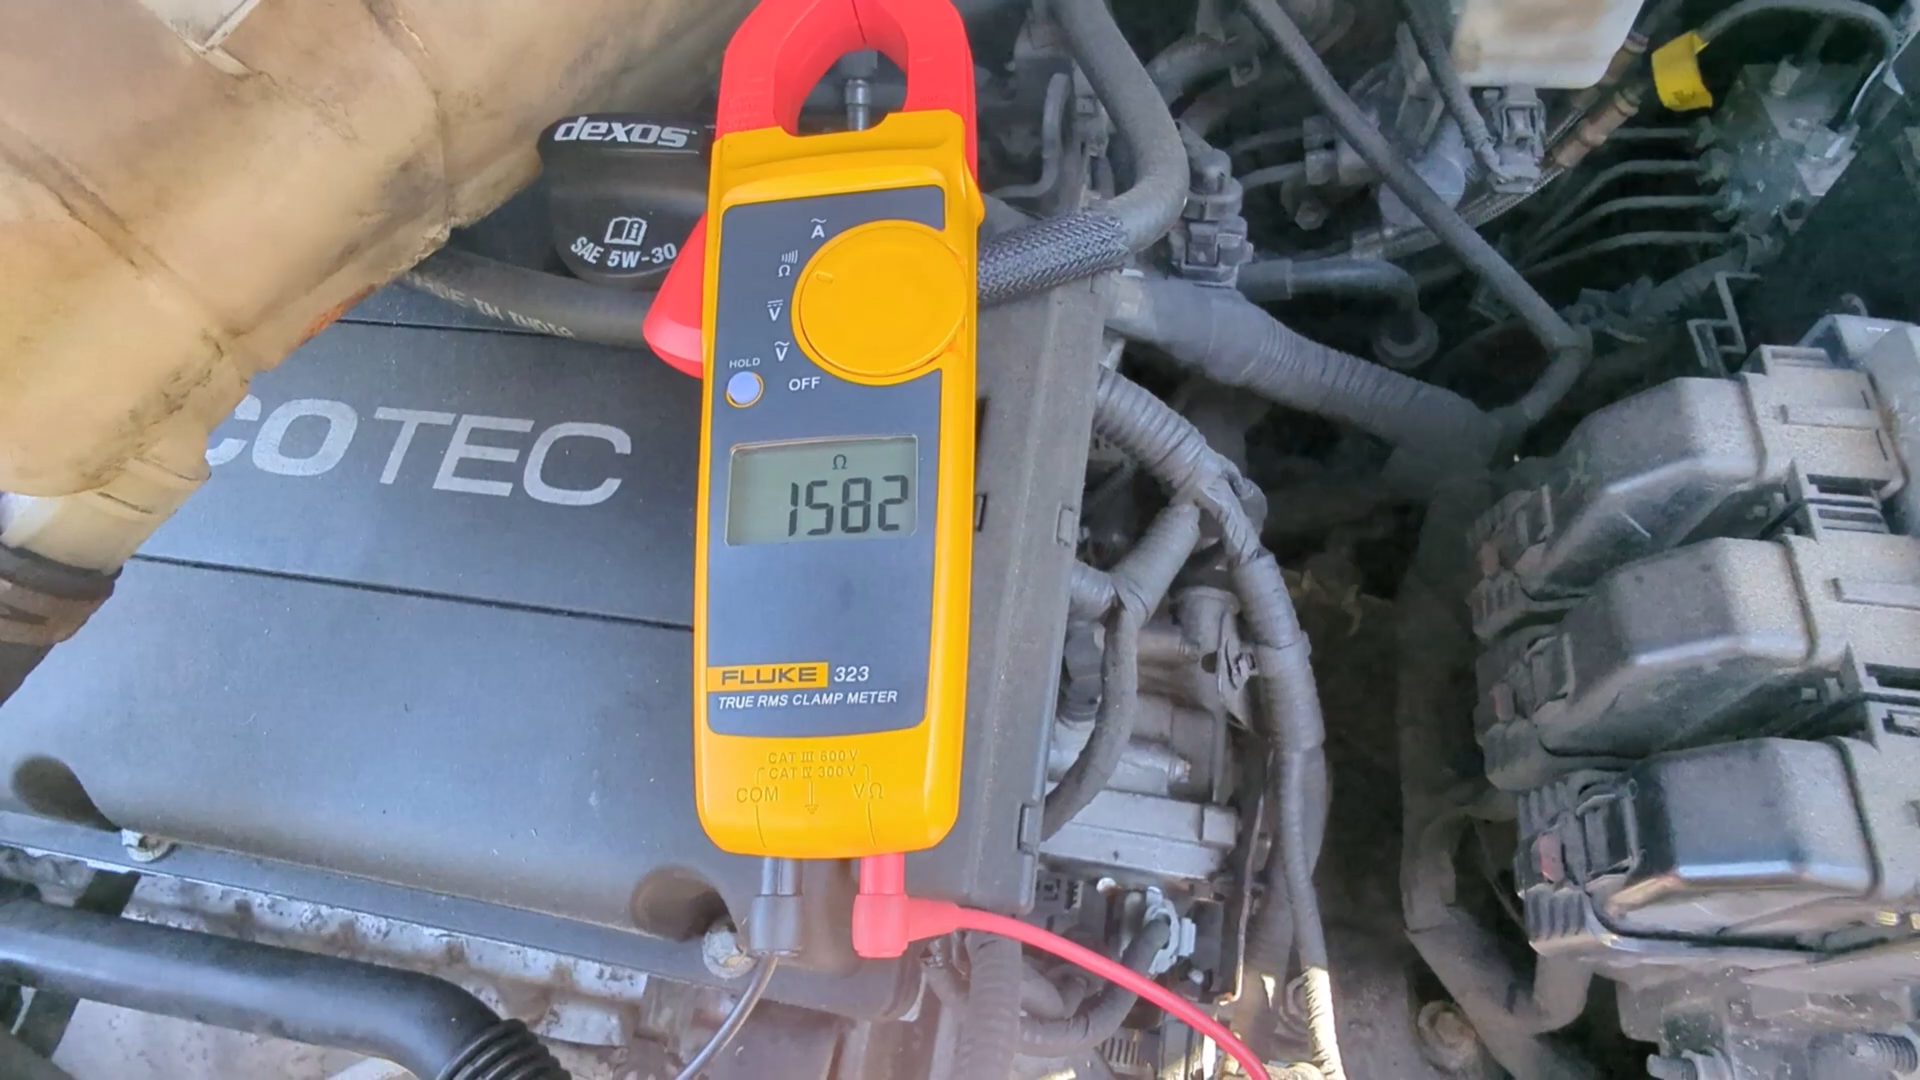 dexos
SAE 5W-30
COTEC
Ã
Ω
V
Ṽ
HOLD
OFF
Ω
1582
FLUKE 323
TRUE RMS CLAMP METER
CAT III 600 V
CAT IV 300 V
COM
VΩ